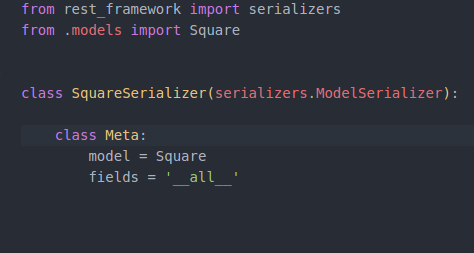 from rest_framework import serializers
from .models import Square
class SquareSerializer(serializers.ModelSerializer):
class Meta:
model = Square
fields = '__all__'